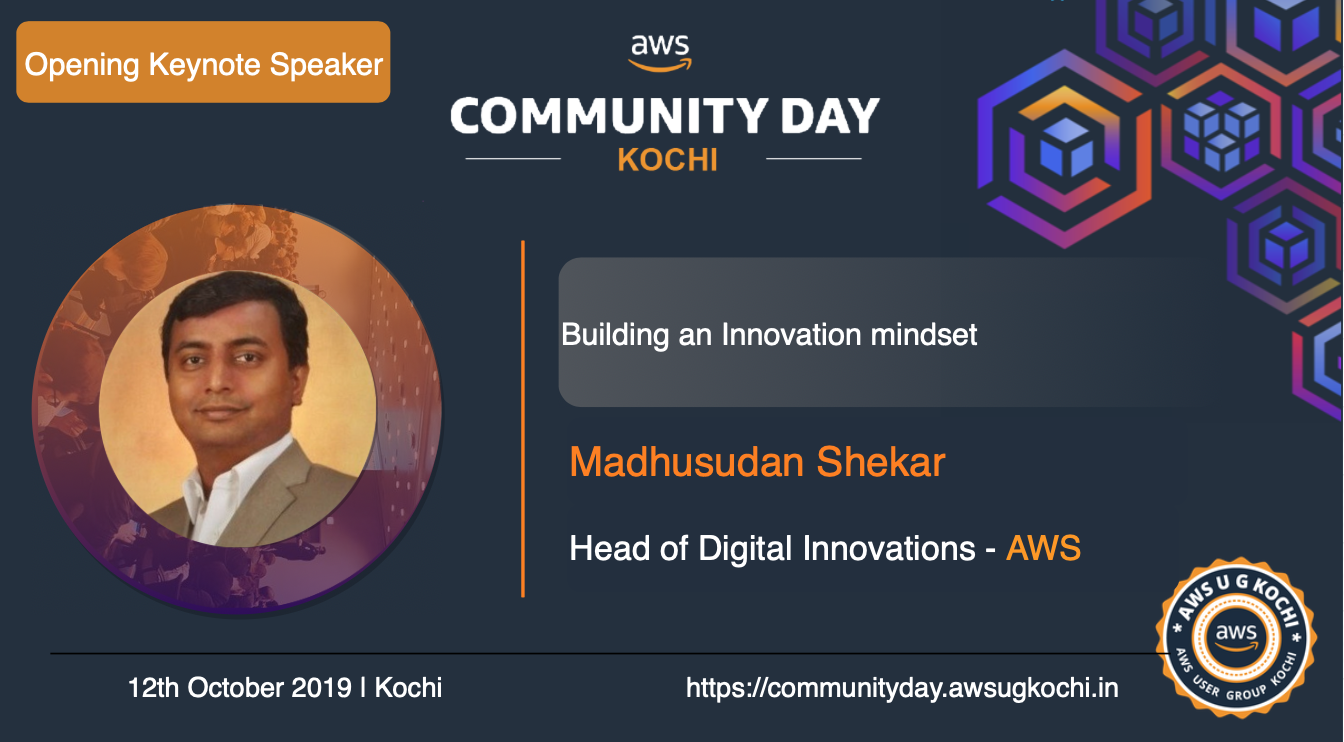 Opening Keynote Speaker
aws
COMMUNITY DAY
KOCHI
Building an Innovation mindset
Madhusudan Shekar
Head of Digital Innovations - AWS
12th October 2019 | Kochi
https://communityday.awsugkochi.in
* AWS U G KOCHI *
aws
AWS USER GROUP KOCHI